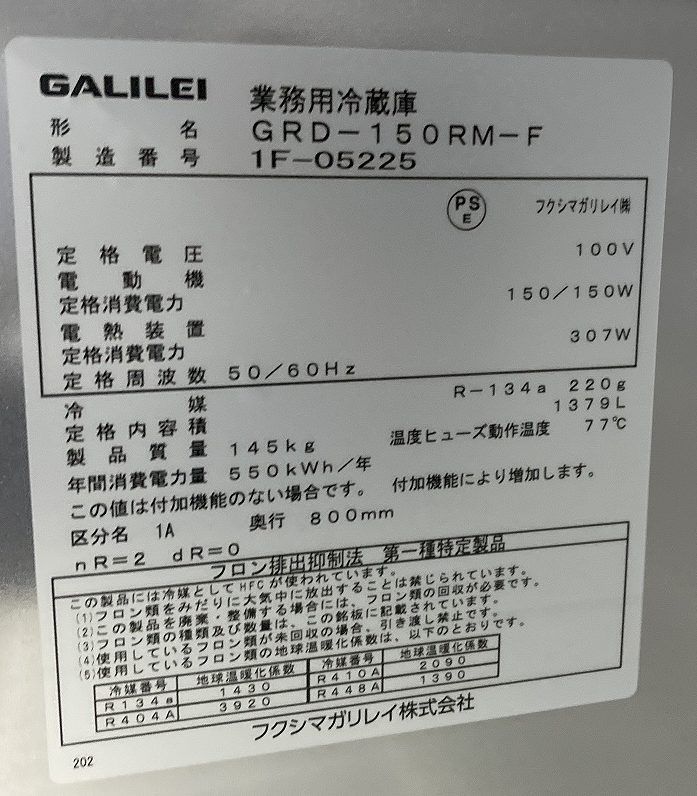 GALILEI 業務用冷蔵庫
形名 GRD-150RM-F
製造番号 1F-05225
PSE フクシマガリレイ㈱
定格電圧 100V
電動機
定格消費電力 150/150W
電熱装置
定格消費電力 307W
定格周波数 50/60Hz
冷媒 R-134a 220g
定格内容積 1379L
製品質量 145kg 温度ヒューズ動作温度 77℃
年間消費電力量 550kWh/年
この値は付加機能のない場合です。 付加機能により増加します。
区分名 1A 奥行 800mm
nR=2 dR=0
フロン排出抑制法 第一種特定製品
この製品には冷媒としてHFCが使われています。
(1)フロン類をみだりに大気中に放出することは禁じられています。
(2)この製品を廃棄・整備する場合には、フロン類の回収が必要です。
(3)フロン類の種類及び数量は、この銘板に記載されています。
(4)使用しているフロン類が未回収の場合、引き渡し禁止です。
(5)使用しているフロン類の地球温暖化係数は、以下のとおりです。
冷媒番号 地球温暖化係数 冷媒番号 地球温暖化係数
R134a 1430 R410A 2090
R404A 3920 R448A 1390
フクシマガリレイ株式会社
202